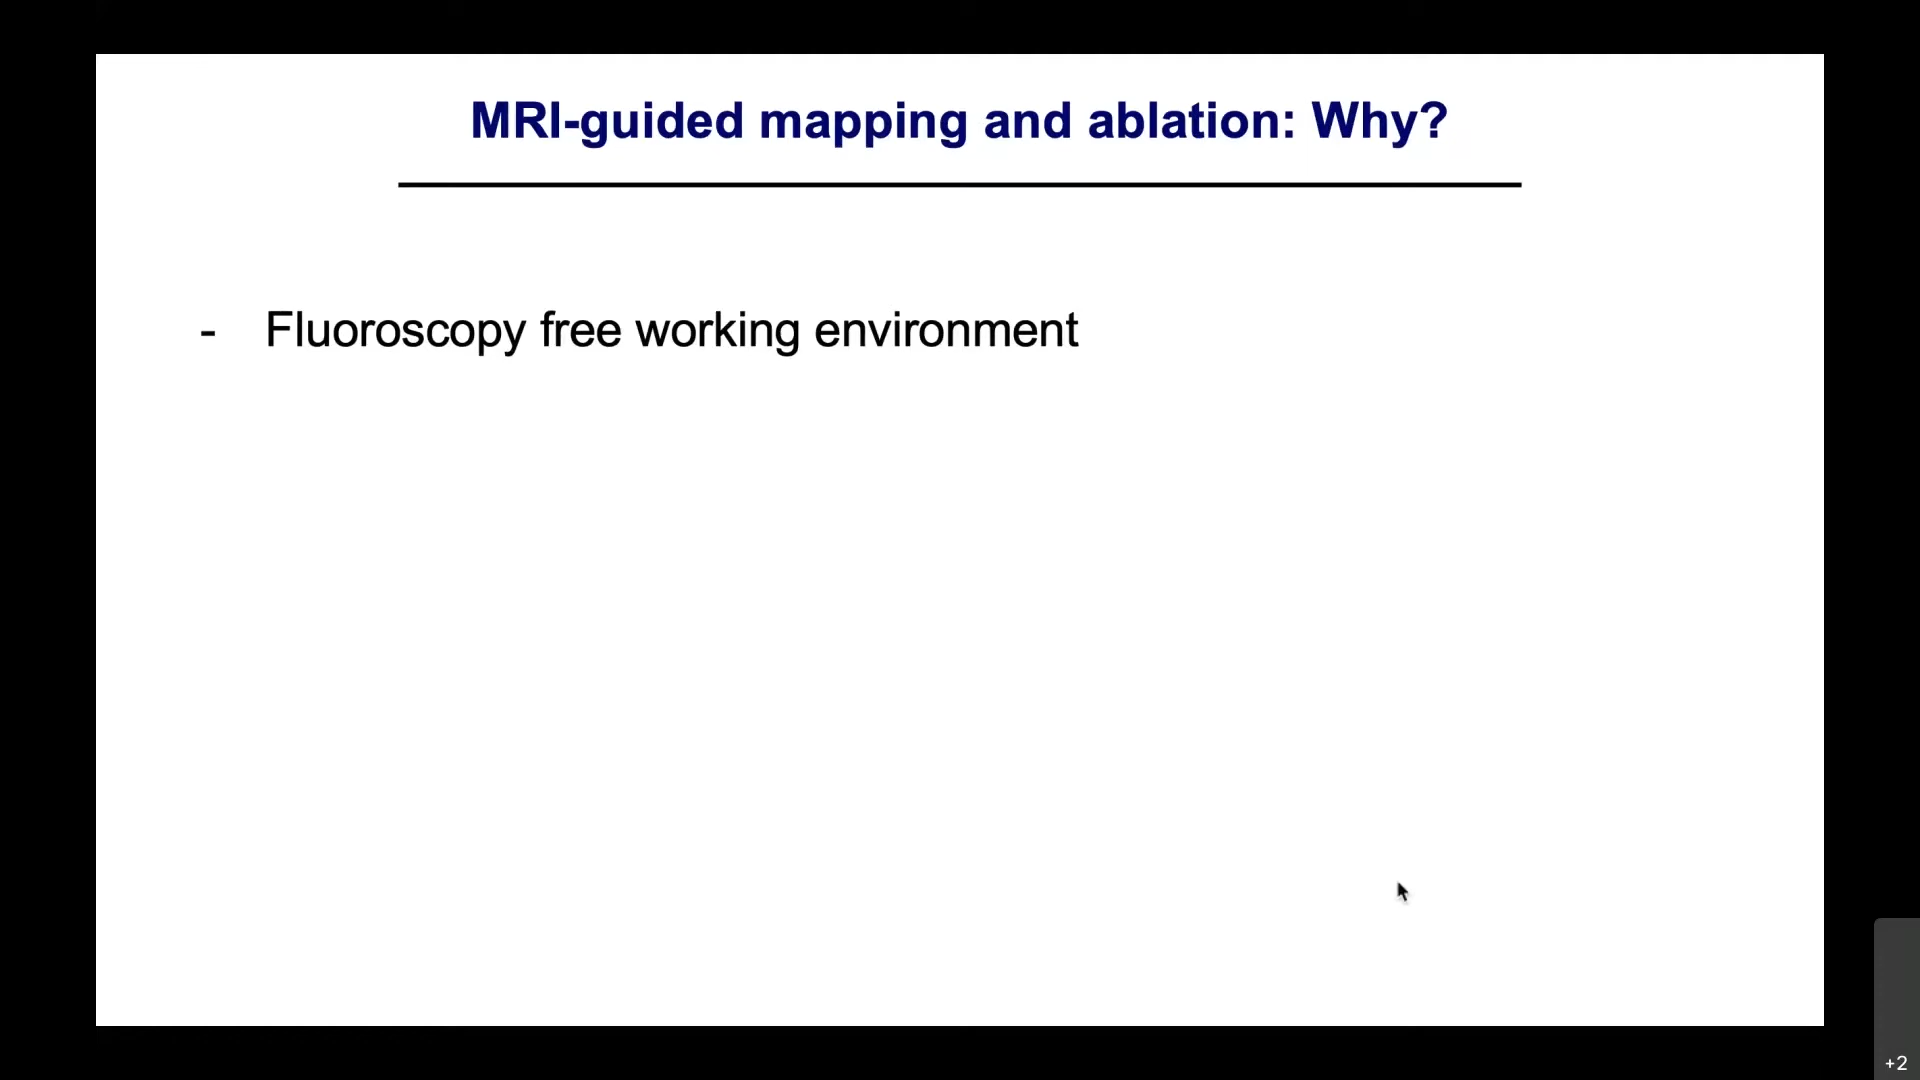 MRI-guided mapping and ablation: Why?
- Fluoroscopy free working environment
+2